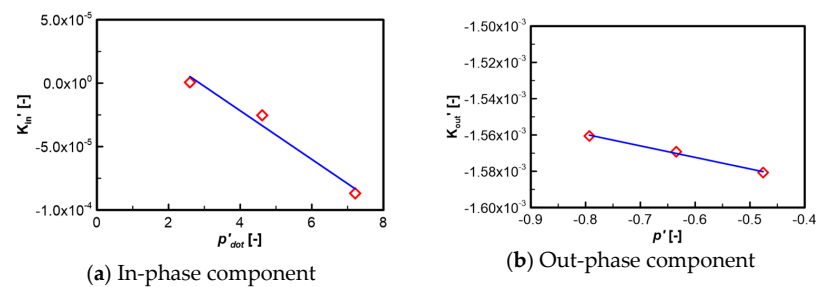 5.0x10⁻⁵
0.0x10⁰
-5.0x10⁻⁵
-1.0x10⁻⁴
K_in' [-]
0 2 4 6 8
p'_dot [-]
(a) In-phase component
-1.50x10⁻³
-1.52x10⁻³
-1.54x10⁻³
-1.56x10⁻³
-1.58x10⁻³
-1.60x10⁻³
K_out' [-]
-0.9 -0.8 -0.7 -0.6 -0.5 -0.4
p' [-]
(b) Out-phase component